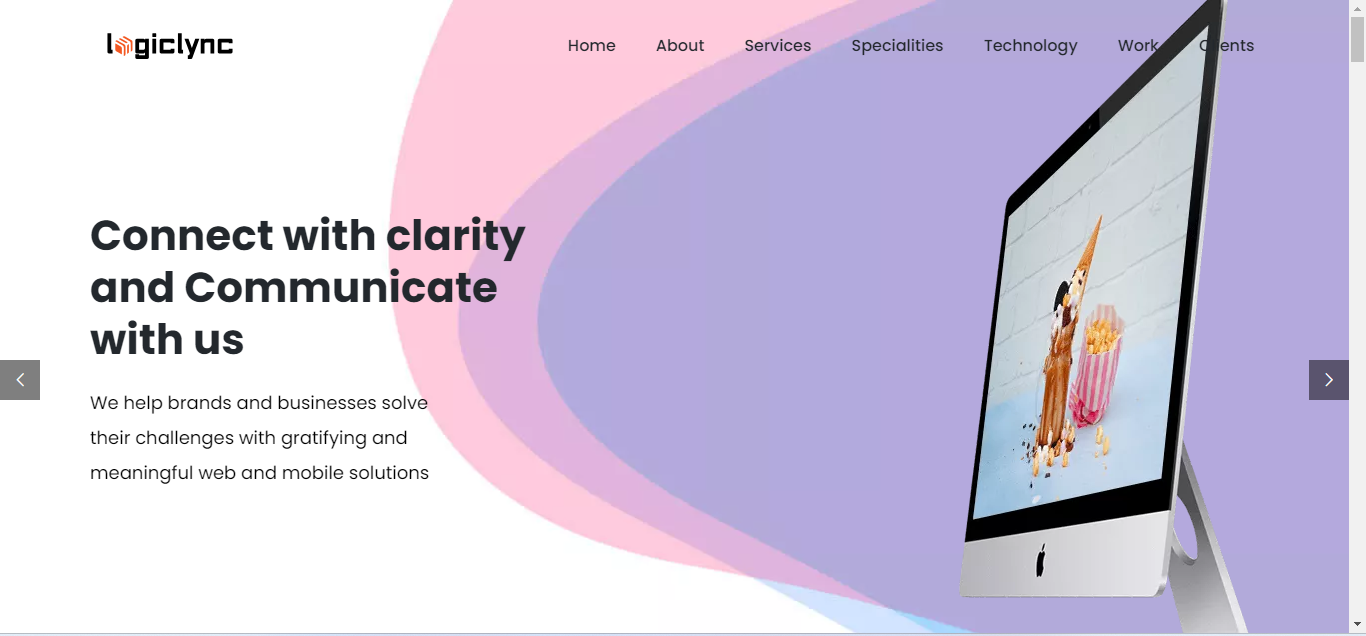 logiclync
Home About Services Specialities Technology Work Clients
Connect with clarity
and Communicate
with us
We help brands and businesses solve
their challenges with gratifying and
meaningful web and mobile solutions